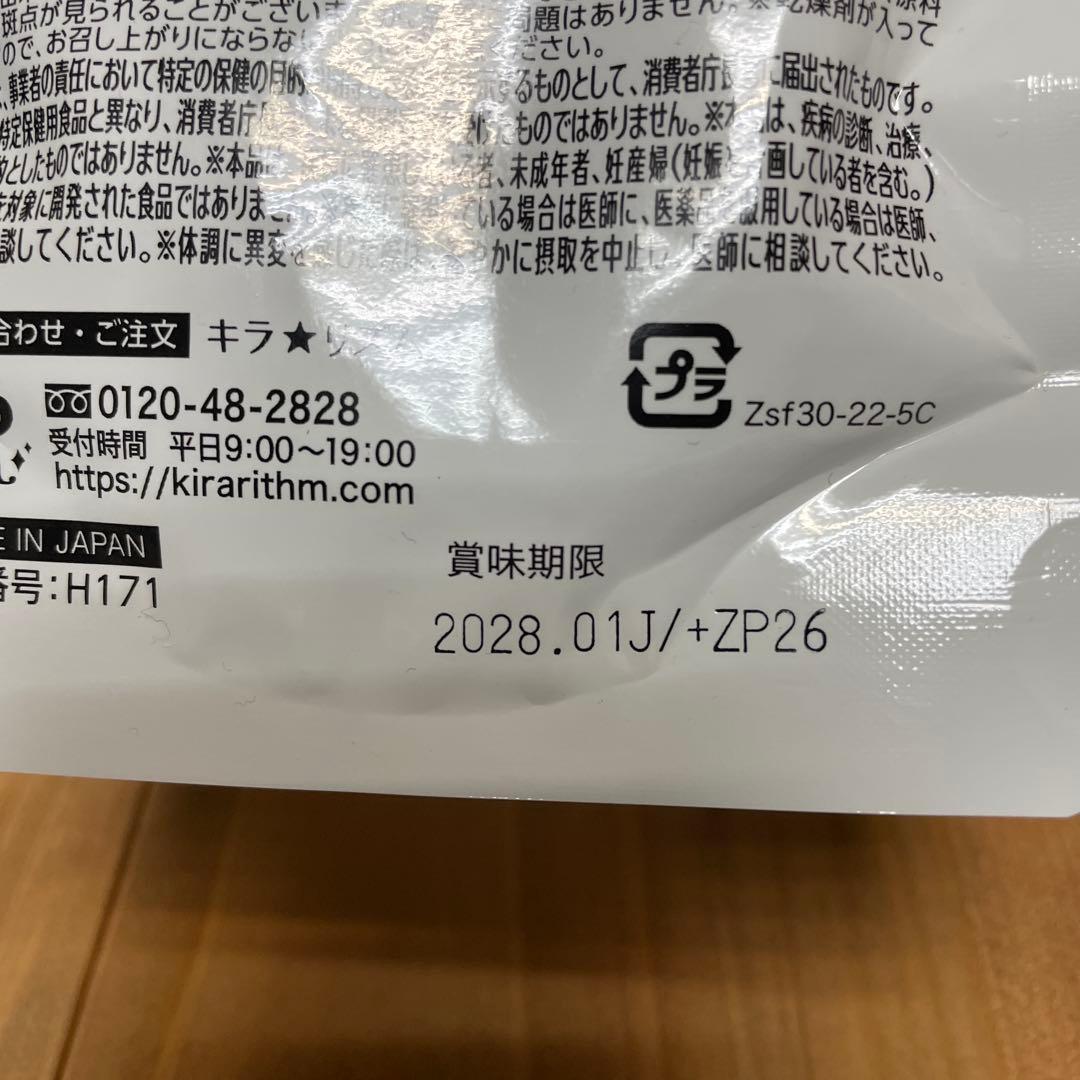 斑点が見られることがございま 問題はありません。※乾燥剤が入って
ので、お召し上がりにならな ださい。
、事業者の責任において特定の保健の目的 するものとして、消費者庁長 に届出されたものです。
特定保健用食品と異なり、消費者庁 ものではありません。※本 は、疾病の診断、治療、
的としたものではありません。※本品は 者、未成年者、妊産婦(妊娠 画している者を含む。)
を対象に開発された食品ではありませ ている場合は医師に、医薬品 服用している場合は医師、
談してください。※体調に異変 やかに摂取を中止し 医師に相談してください。
合わせ・ご注文 キラ★リズム
0120-48-2828
受付時間 平日9:00〜19:00
https://kirarithm.com
プラ
Zsf30-22-5C
E IN JAPAN
番号:H171
賞味期限
2028.01J/+ZP26